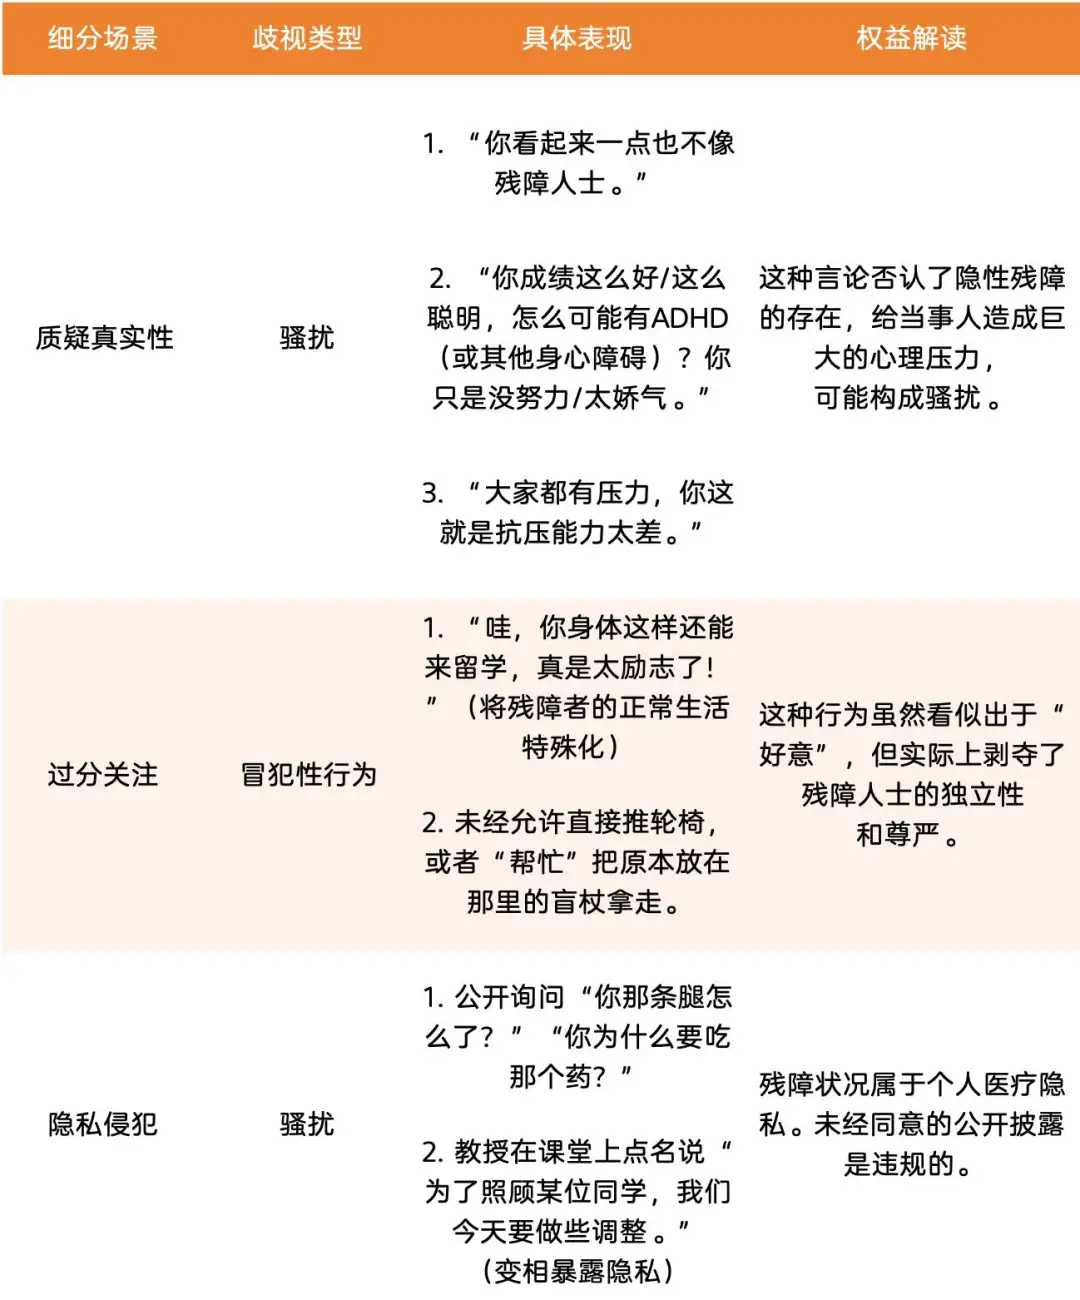 细分场景 歧视类型 具体表现 权益解读
1. “你看起来一点也不像
残障人士。”
2. “你成绩这么好/这么
聪明，怎么可能有ADHD
（或其他身心障碍）？你
只是没努力/太娇气。”
3. “大家都有压力，你这
就是抗压能力太差。”
质疑真实性
骚扰
这种言论否认了隐性残障
的存在，给当事人造成巨
大的心理压力，
可能构成骚扰。
1. “哇，你身体这样还能
来留学，真是太励志了！
”（将残障者的正常生活
特殊化）
2. 未经允许直接推轮椅，
或者“帮忙”把原本放在
那里的盲杖拿走。
过分关注
冒犯性行为
这种行为虽然看似出于“
好意”，但实际上剥夺了
残障人士的独立性
和尊严。
1. 公开询问“你那条腿怎
么了？”“你为什么要吃
那个药？”
2. 教授在课堂上点名说“
为了照顾某位同学，我们
今天要做些调整。”
（变相暴露隐私）
隐私侵犯
骚扰
残障状况属于个人医疗隐
私。未经同意的公开披露
是违规的。